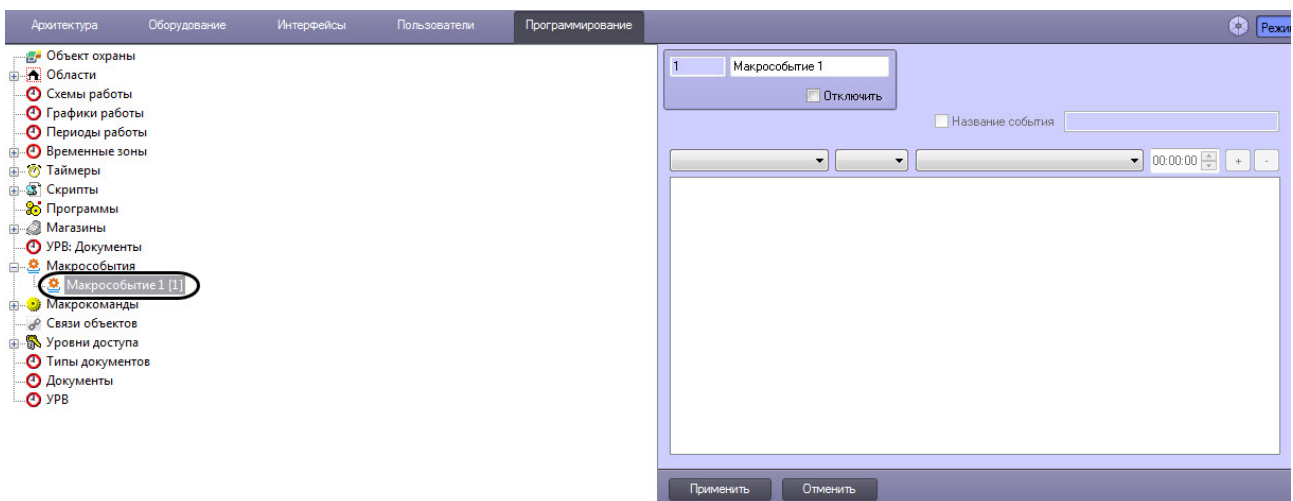 Архитектура Оборудование Интерфейсы Пользователи Программирование
Объект охраны
Области
Схемы работы
Графики работы
Периоды работы
Временные зоны
Таймеры
Скрипты
Программы
Магазины
УРВ: Документы
Макрособытия
Макрособытие 1 [1]
Макрокоманды
Связи объектов
Уровни доступа
Типы документов
Документы
УРВ
1 Макрособытие 1
Отключить
Название события
00:00:00 + -
Применить Отменить